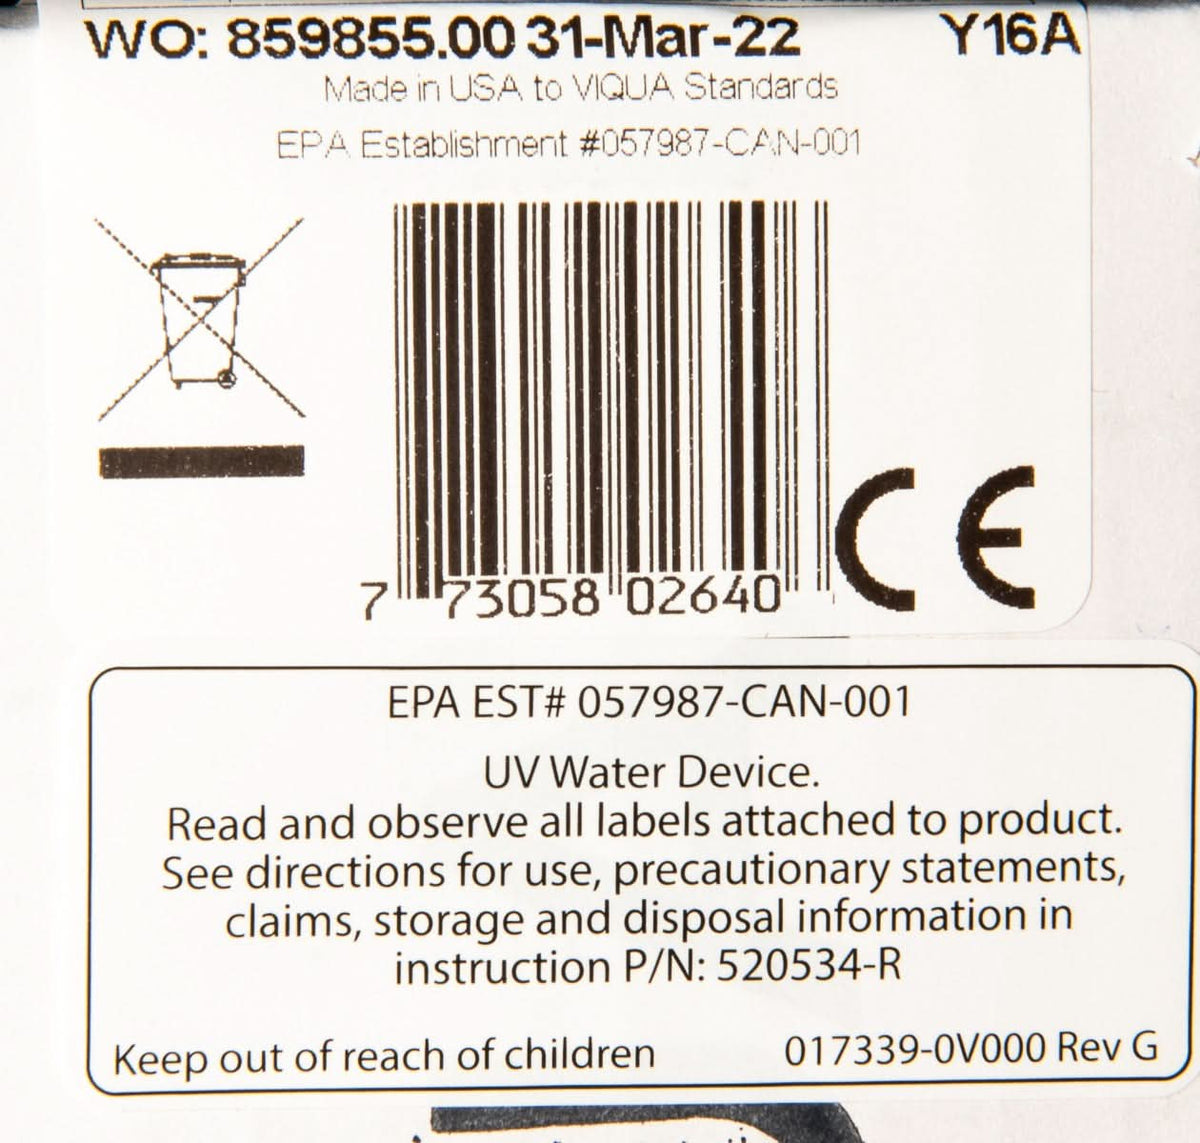 WO: 859855.00 31-Mar-22 Y16A
Made in USA to VIQUA Standards
EPA Establishment #057987-CAN-001
7 73058 02640
CE
EPA EST# 057987-CAN-001
UV Water Device.
Read and observe all labels attached to product.
See directions for use, precautionary statements,
claims, storage and disposal information in
instruction P/N: 520534-R
Keep out of reach of children 017339-0V000 Rev G